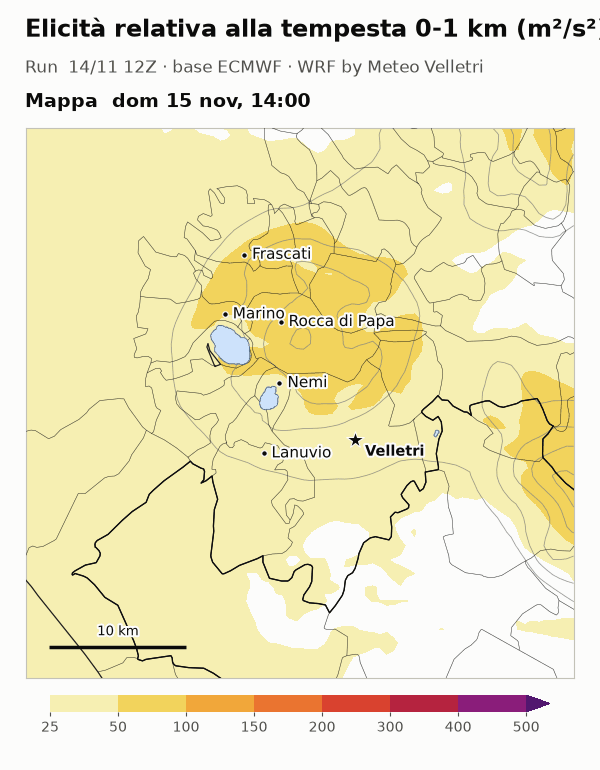 Elicità relativa alla tempesta 0-1 km (m²/s²)
Run  14/11 12Z · base ECMWF · WRF by Meteo Velletri
Mappa  dom 15 nov, 14:00
Frascati
Marino
Rocca di Papa
Nemi
Lanuvio
Velletri
10 km
25 50 100 150 200 300 400 500